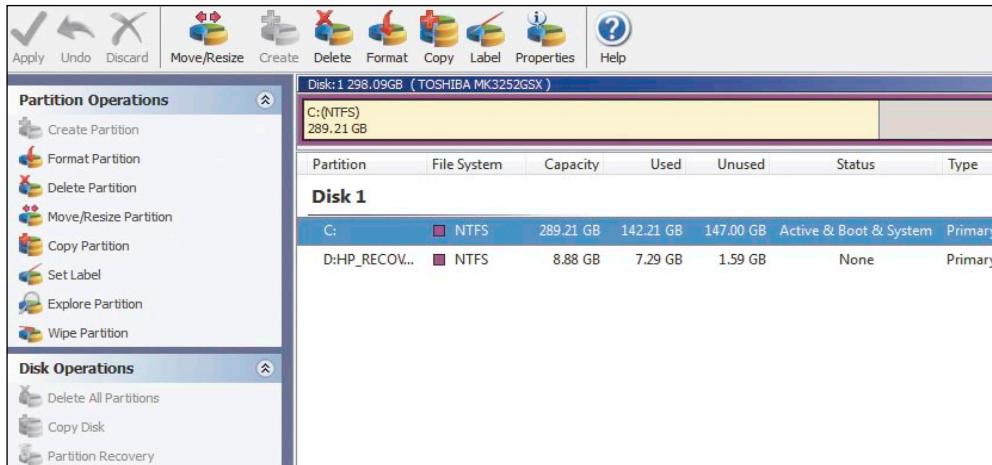 Apply Undo Discard Move/Resize Create Delete Format Copy Label Properties Help
Partition Operations
Create Partition
Format Partition
Delete Partition
Move/Resize Partition
Copy Partition
Set Label
Explore Partition
Wipe Partition
Disk Operations
Delete All Partitions
Copy Disk
Partition Recovery
Disk:1 298.09GB (TOSHIBA MK3252GSX)
C:(NTFS)
289.21 GB
Partition File System Capacity Used Unused Status Type
Disk 1
C: NTFS 289.21 GB 142.21 GB 147.00 GB Active & Boot & System Primary
D:HP_RECOV... NTFS 8.88 GB 7.29 GB 1.59 GB None Primary